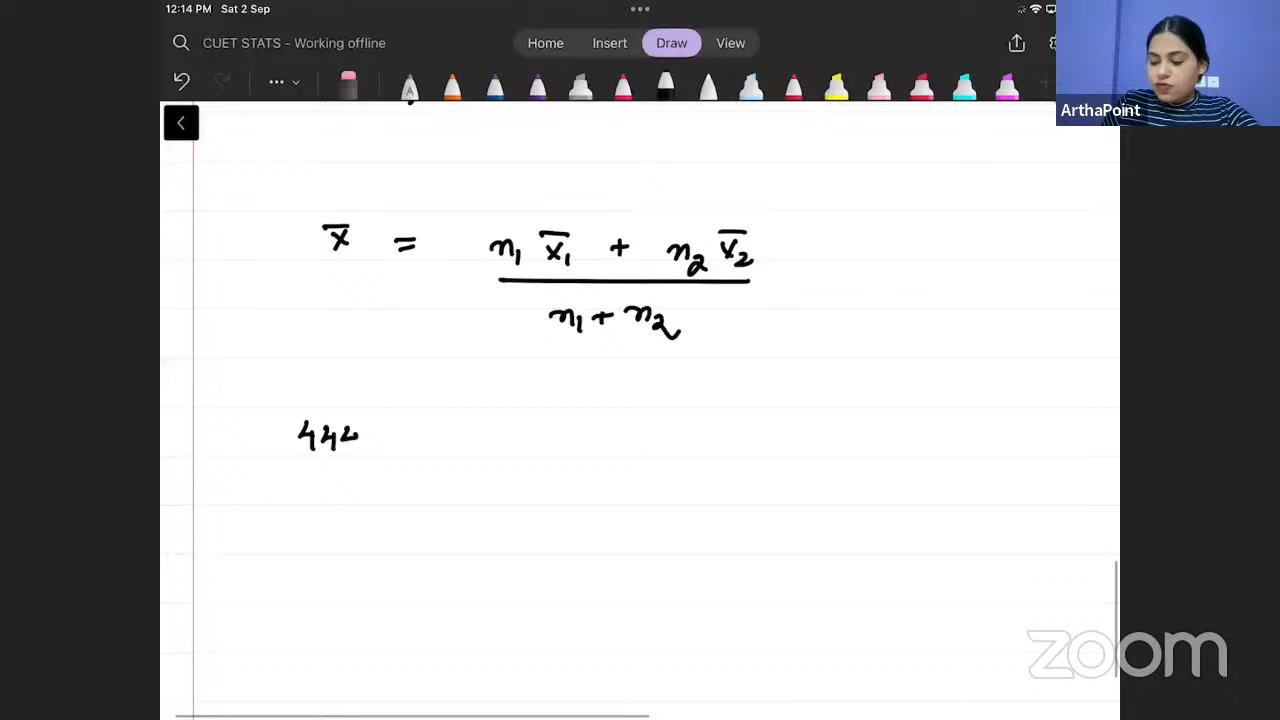 12:14 PM Sat 2 Sep
CUET STATS - Working offline
Home Insert Draw View
A
ArthaPoint
x̄ = n₁ x̄₁ + n₂ x̄₂
n₁ + n₂
444
zoom